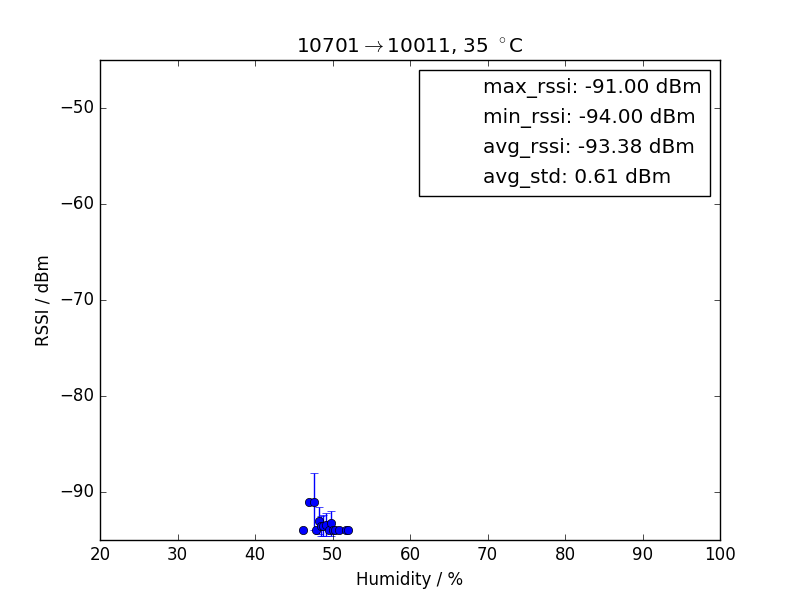 10701→10011, 35 °C
max_rssi: -91.00 dBm
min_rssi: -94.00 dBm
avg_rssi: -93.38 dBm
avg_std: 0.61 dBm
−50
−60
−70
−80
−90
RSSI / dBm
20 30 40 50 60 70 80 90 100
Humidity / %